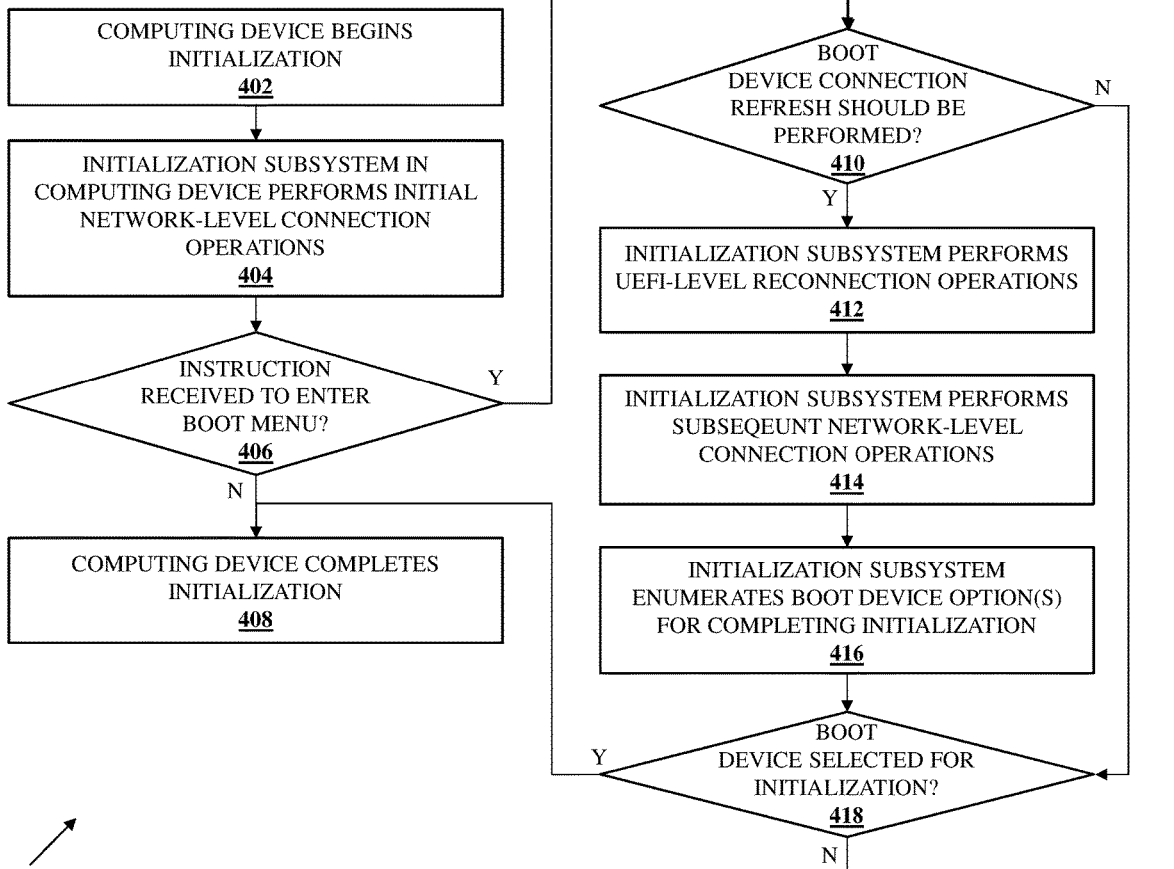 COMPUTING DEVICE BEGINS
INITIALIZATION
402
INITIALIZATION SUBSYSTEM IN
COMPUTING DEVICE PERFORMS INITIAL
NETWORK-LEVEL CONNECTION
OPERATIONS
404
INSTRUCTION
RECEIVED TO ENTER
BOOT MENU?
406
Y
N
COMPUTING DEVICE COMPLETES
INITIALIZATION
408
BOOT
DEVICE CONNECTION
REFRESH SHOULD BE
PERFORMED?
410
N
Y
INITIALIZATION SUBSYSTEM PERFORMS
UEFI-LEVEL RECONNECTION OPERATIONS
412
INITIALIZATION SUBSYSTEM PERFORMS
SUBSEQEUNT NETWORK-LEVEL
CONNECTION OPERATIONS
414
INITIALIZATION SUBSYSTEM
ENUMERATES BOOT DEVICE OPTION(S)
FOR COMPLETING INITIALIZATION
416
BOOT
DEVICE SELECTED FOR
INITIALIZATION?
418
Y
N